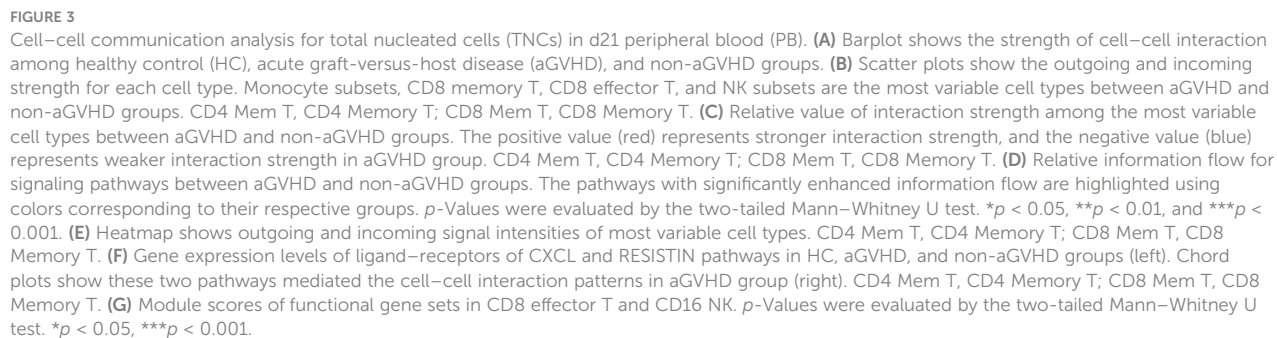 FIGURE 3
Cell–cell communication analysis for total nucleated cells (TNCs) in d21 peripheral blood (PB). (A) Barplot shows the strength of cell–cell interaction
among healthy control (HC), acute graft-versus-host disease (aGVHD), and non-aGVHD groups. (B) Scatter plots show the outgoing and incoming
strength for each cell type. Monocyte subsets, CD8 memory T, CD8 effector T, and NK subsets are the most variable cell types between aGVHD and
non-aGVHD groups. CD4 Mem T, CD4 Memory T; CD8 Mem T, CD8 Memory T. (C) Relative value of interaction strength among the most variable
cell types between aGVHD and non-aGVHD groups. The positive value (red) represents stronger interaction strength, and the negative value (blue)
represents weaker interaction strength in aGVHD group. CD4 Mem T, CD4 Memory T; CD8 Mem T, CD8 Memory T. (D) Relative information flow for
signaling pathways between aGVHD and non-aGVHD groups. The pathways with significantly enhanced information flow are highlighted using
colors corresponding to their respective groups. p-Values were evaluated by the two-tailed Mann–Whitney U test. *p < 0.05, **p < 0.01, and ***p <
0.001. (E) Heatmap shows outgoing and incoming signal intensities of most variable cell types. CD4 Mem T, CD4 Memory T; CD8 Mem T, CD8
Memory T. (F) Gene expression levels of ligand–receptors of CXCL and RESISTIN pathways in HC, aGVHD, and non-aGVHD groups (left). Chord
plots show these two pathways mediated the cell–cell interaction patterns in aGVHD group (right). CD4 Mem T, CD4 Memory T; CD8 Mem T, CD8
Memory T. (G) Module scores of functional gene sets in CD8 effector T and CD16 NK. p-Values were evaluated by the two-tailed Mann–Whitney U
test. *p < 0.05, ***p < 0.001.